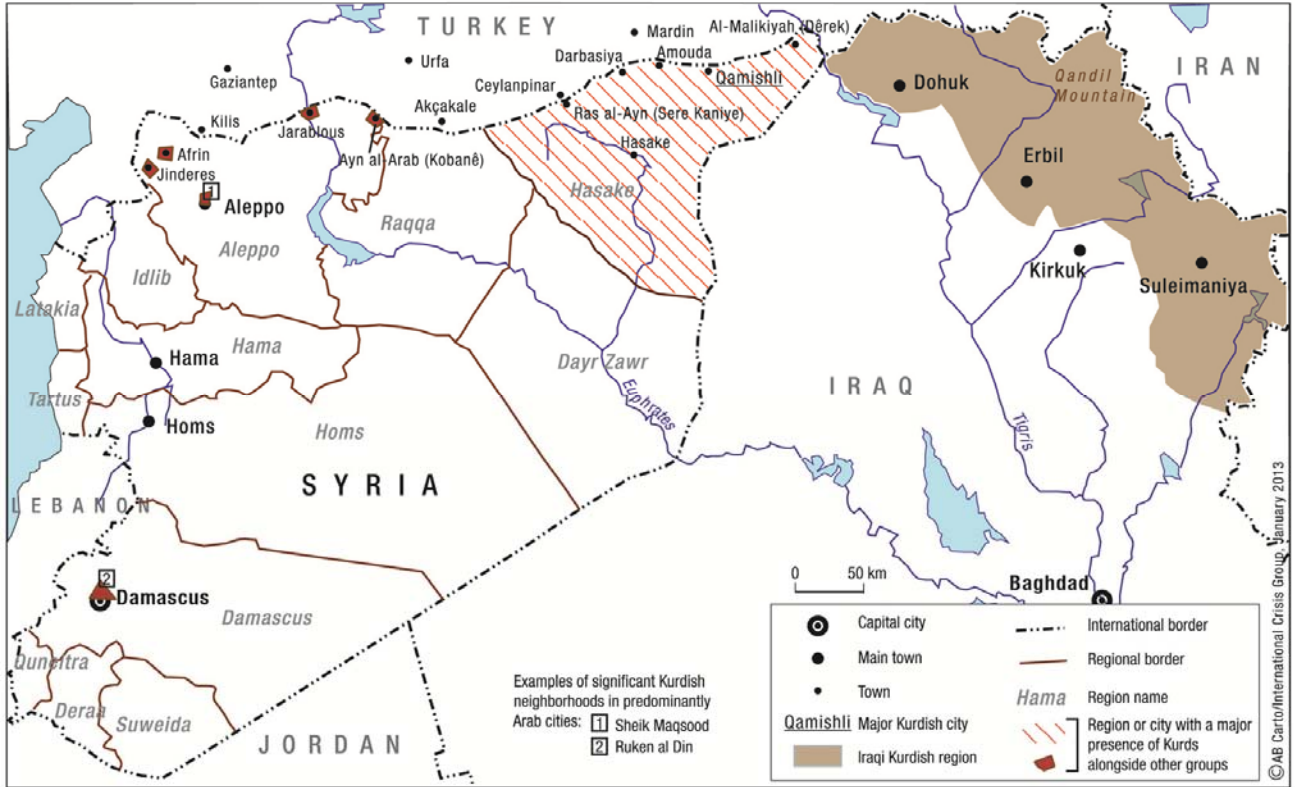 TURKEY
Mardin
Al-Malikiyah (Dêrek)
Darbasiya
Amouda
Urfa
Gaziantep
Ceylanpinar
Qamishli
IRAN
Qandil
Mountain
Dohuk
Kilis
Jarablous
Akçakale
Ras al-Ayn (Sere Kaniye)
Afrin
Jinderes
Ayn al-Arab (Kobanê)
Hasake
Erbil
1
Aleppo
Hasake
Raqqa
Aleppo
Idlib
Kirkuk
Suleimaniya
Latakia
Hama
Hama
Dayr Zawr
Tartus
IRAQ
Euphrates
Tigris
Homs
Homs
SYRIA
LEBANON
2
Damascus
Damascus
Quneitra
Deraa
Suweida
JORDAN
0 50 km
Baghdad
Examples of significant Kurdish
neighborhoods in predominantly
Arab cities: 1 Sheik Maqsood
2 Ruken al Din
Capital city
Main town
Town
Qamishli Major Kurdish city
Iraqi Kurdish region
International border
Regional border
Hama Region name
Region or city with a major
presence of Kurds
alongside other groups
©AB Carto/International Crisis Group, January 2013